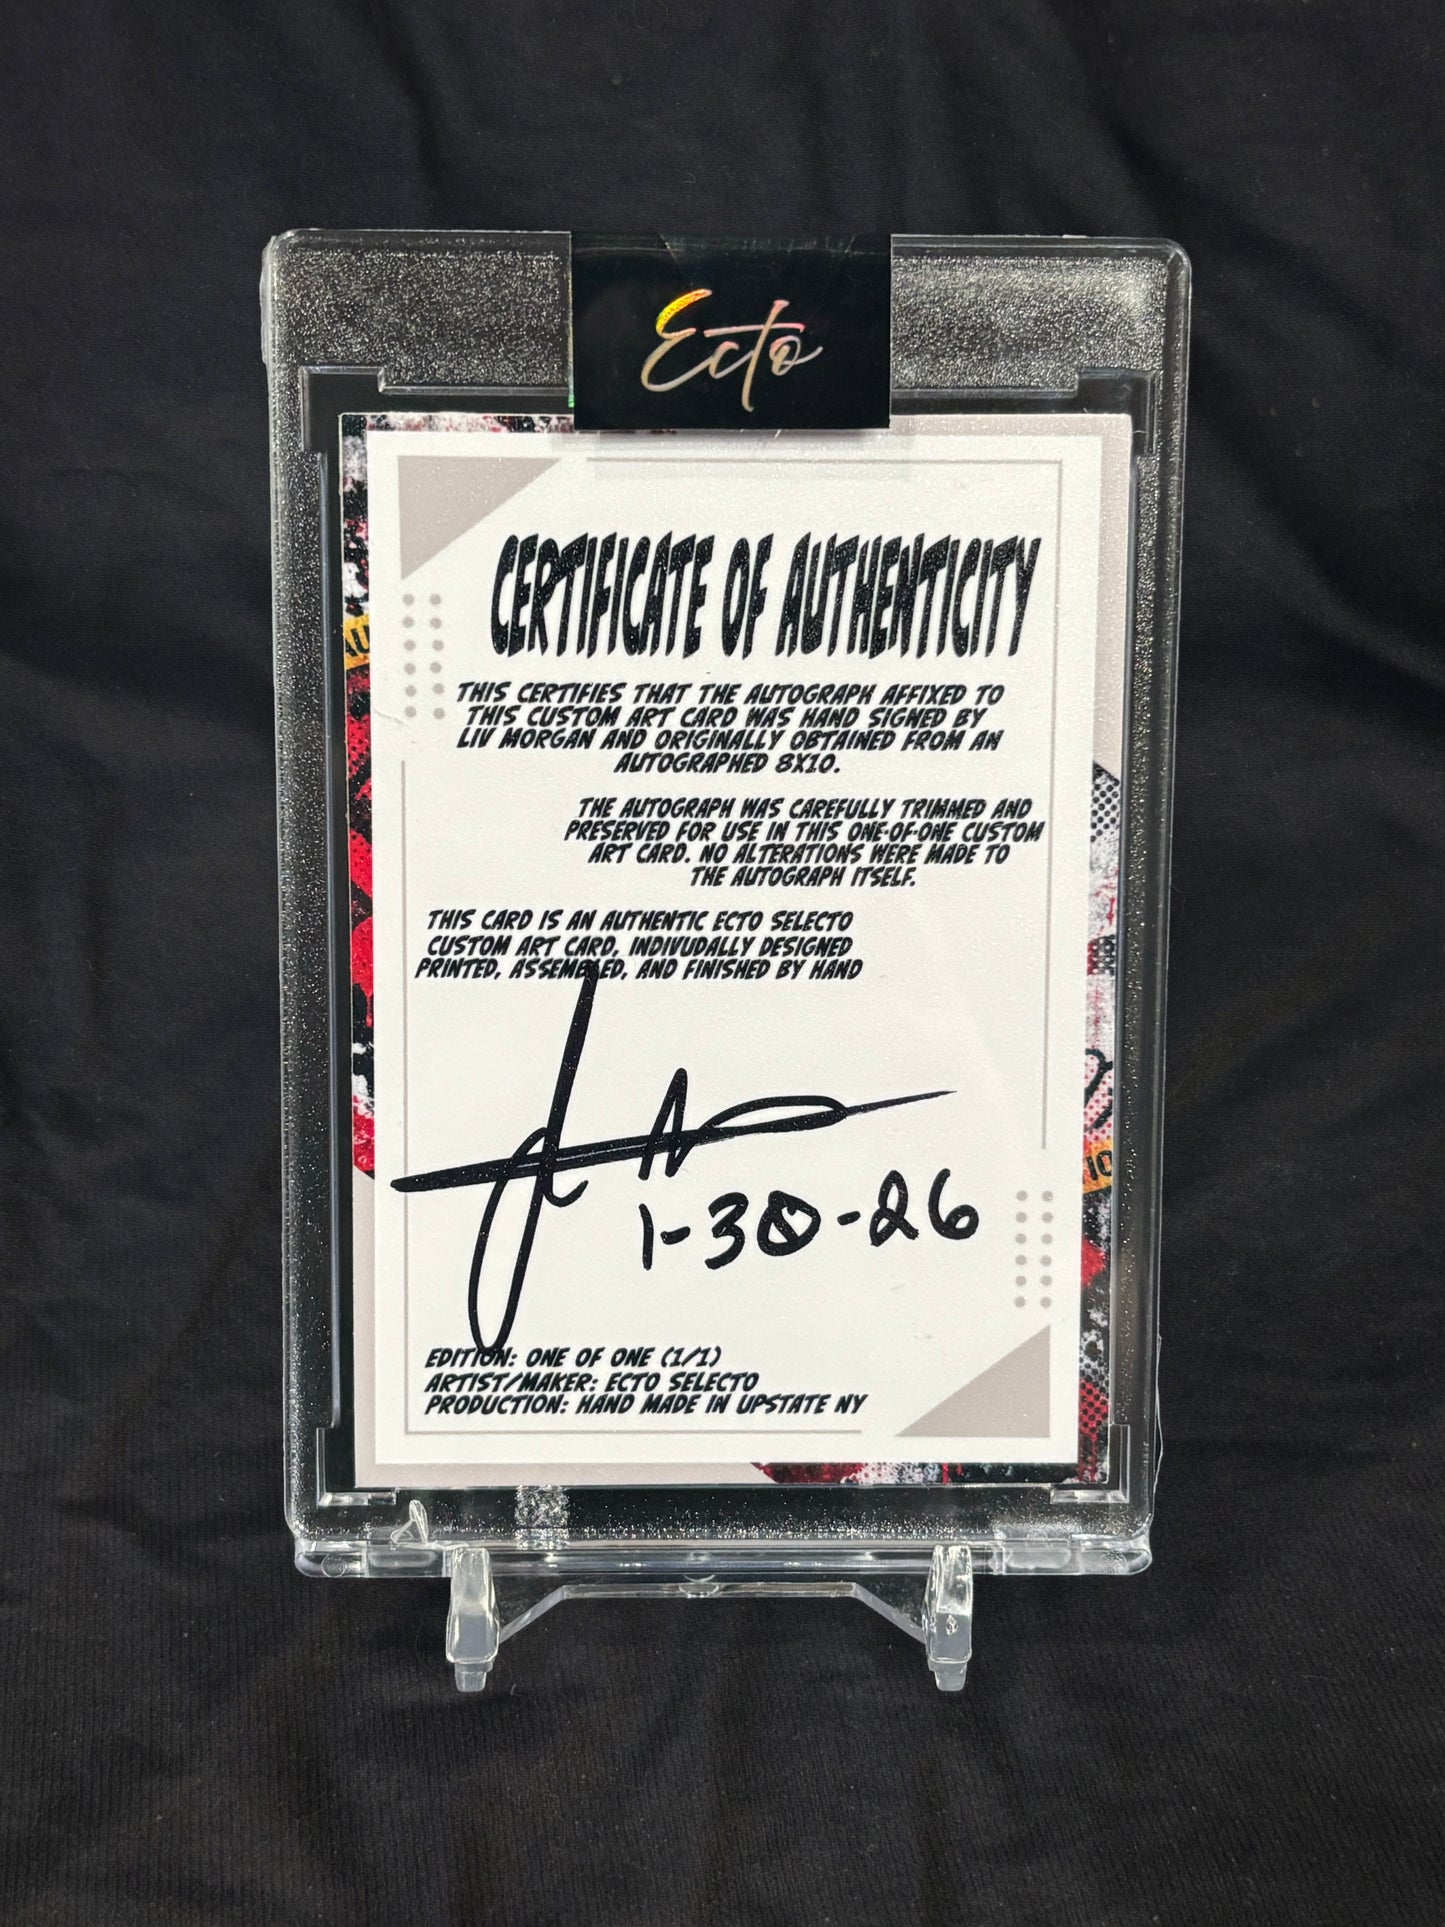 Ecto
CERTIFICATE OF AUTHENTICITY
THIS CERTIFIES THAT THE AUTOGRAPH AFFIXED TO
THIS CUSTOM ART CARD WAS HAND SIGNED BY
LIV MORGAN AND ORIGINALLY OBTAINED FROM AN
AUTOGRAPHED 8X10.
THE AUTOGRAPH WAS CAREFULLY TRIMMED AND
PRESERVED FOR USE IN THIS ONE-OF-ONE CUSTOM
ART CARD. NO ALTERATIONS WERE MADE TO
THE AUTOGRAPH ITSELF.
THIS CARD IS AN AUTHENTIC ECTO SELECTO
CUSTOM ART CARD, INDIVUDALLY DESIGNED
PRINTED, ASSEMBLED, AND FINISHED BY HAND
1-30-26
EDITION: ONE OF ONE (1/1)
ARTIST/MAKER: ECTO SELECTO
PRODUCTION: HAND MADE IN UPSTATE NY